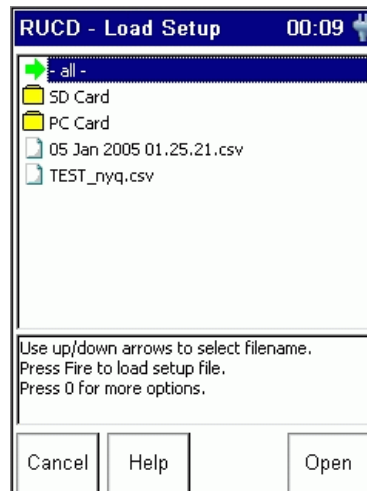 RUCD - Load Setup 00:09
- all -
SD Card
PC Card
05 Jan 2005 01.25.21.csv
TEST_nyq.csv
Use up/down arrows to select filename.
Press Fire to load setup file.
Press 0 for more options.
Cancel Help Open